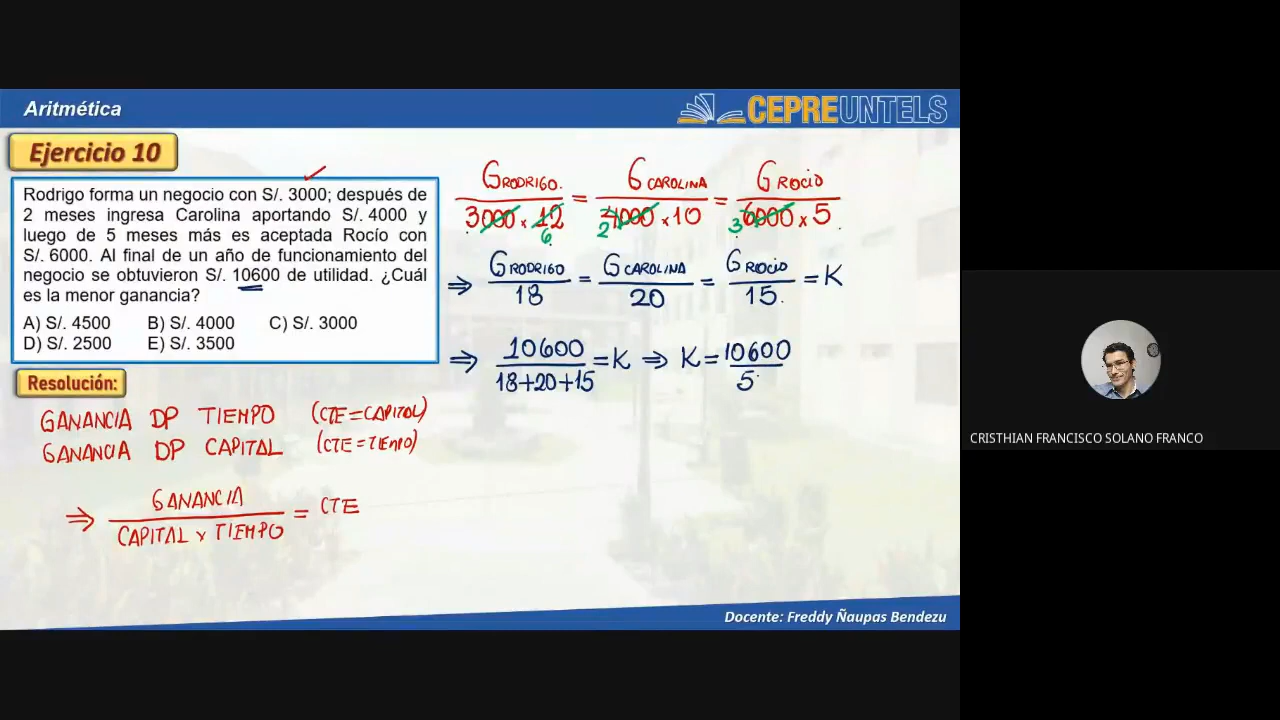 Aritmética
CEPREUNTELS
Ejercicio 10
Rodrigo forma un negocio con S/. 3000; después de
2 meses ingresa Carolina aportando S/. 4000 y
luego de 5 meses más es aceptada Rocío con
S/. 6000. Al final de un año de funcionamiento del
negocio se obtuvieron S/. 10600 de utilidad. ¿Cuál
es la menor ganancia?
A) S/. 4500 B) S/. 4000 C) S/. 3000
D) S/. 2500 E) S/. 3500
Resolución:
GANANCIA DP TIEMPO (CTE=CAPITAL)
GANANCIA DP CAPITAL (CTE=TIEMPO)
⇒ GANANCIA = CTE
CAPITAL x TIEMPO
G RODRIGO. = G CAROLINA = G ROCIO
3000 x 12 4000 x 10 6000 x 5
6 2 3
⇒ G RODRIGO = G CAROLINA = G ROCIO = K
18 20 15
⇒ 10600 = K ⇒ K = 10600
18+20+15 5
CRISTHIAN FRANCISCO SOLANO FRANCO
Docente: Freddy Ñaupas Bendezu